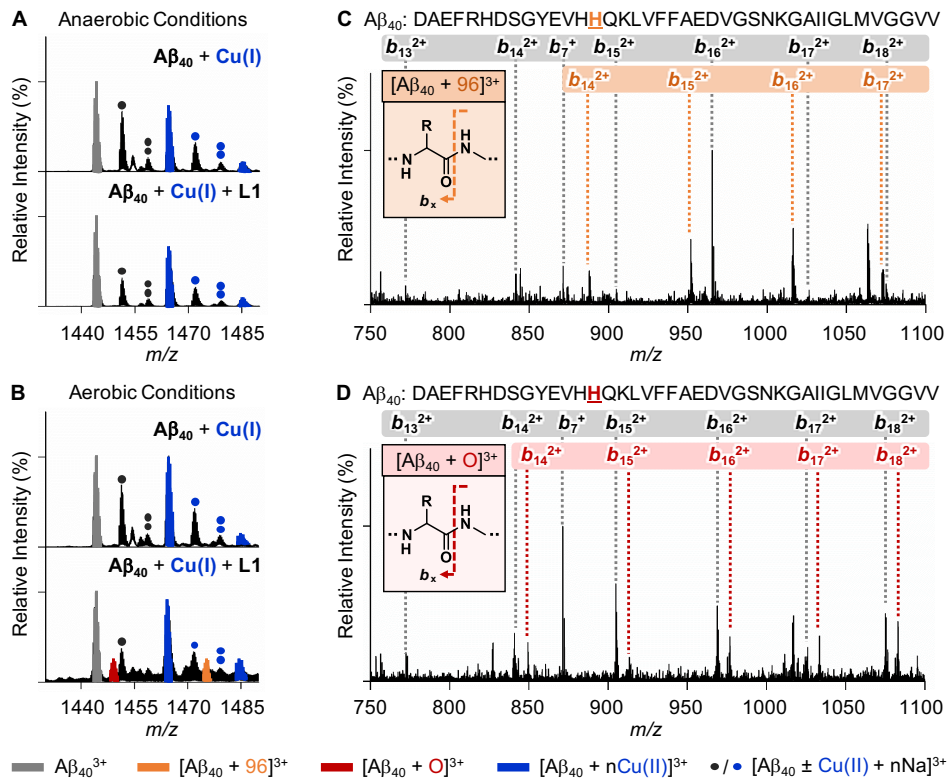 A Anaerobic Conditions
Aβ40 + Cu(I)
Aβ40 + Cu(I) + L1
Relative Intensity (%)
1440 1455 1470 1485
m/z
C Aβ40: DAEFRHDSGYEVHHQKLVFFAEDVGSNKGAIIGLMVGGVV
b13 2+ b14 2+ b7 + b15 2+ b16 2+ b17 2+ b18 2+
b14 2+ b15 2+ b16 2+ b17 2+
[Aβ40 + 96]3+
R
H
N
N
H
O
bx
Relative Intensity (%)
750 800 850 900 950 1000 1050 1100
m/z
B Aerobic Conditions
Aβ40 + Cu(I)
Aβ40 + Cu(I) + L1
Relative Intensity (%)
1440 1455 1470 1485
m/z
D Aβ40: DAEFRHDSGYEVHHQKLVFFAEDVGSNKGAIIGLMVGGVV
b13 2+ b14 2+ b7 + b15 2+ b16 2+ b17 2+ b18 2+
b14 2+ b15 2+ b16 2+ b17 2+ b18 2+
[Aβ40 + O]3+
R
H
N
N
H
O
bx
Relative Intensity (%)
750 800 850 900 950 1000 1050 1100
m/z
Aβ40 3+ [Aβ40 + 96]3+ [Aβ40 + O]3+ [Aβ40 + nCu(II)]3+ •/• [Aβ40 ± Cu(II) + nNa]3+